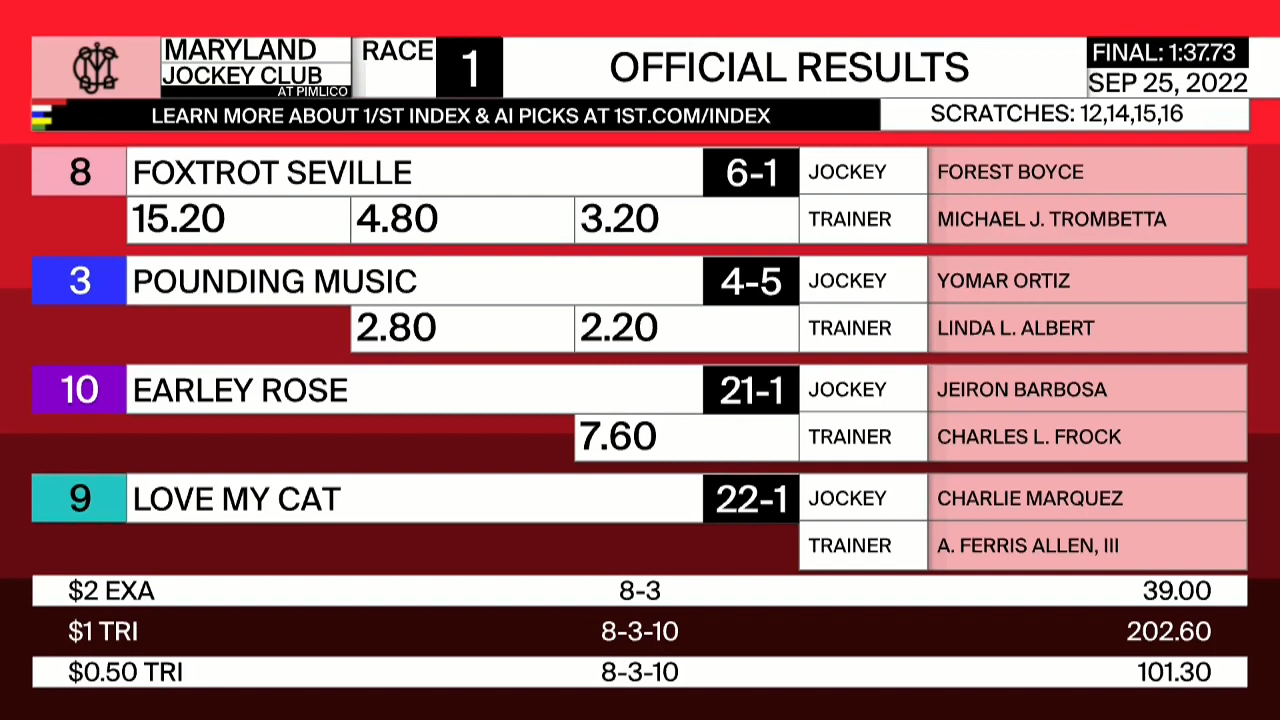 MARYLAND
JOCKEY CLUB
AT PIMLICO
RACE 1
OFFICIAL RESULTS
FINAL: 1:37.73
SEP 25, 2022
LEARN MORE ABOUT 1/ST INDEX & AI PICKS AT 1ST.COM/INDEX
SCRATCHES: 12,14,15,16
8 FOXTROT SEVILLE 6-1 JOCKEY FOREST BOYCE
15.20 4.80 3.20 TRAINER MICHAEL J. TROMBETTA
3 POUNDING MUSIC 4-5 JOCKEY YOMAR ORTIZ
2.80 2.20 TRAINER LINDA L. ALBERT
10 EARLEY ROSE 21-1 JOCKEY JEIRON BARBOSA
7.60 TRAINER CHARLES L. FROCK
9 LOVE MY CAT 22-1 JOCKEY CHARLIE MARQUEZ
TRAINER A. FERRIS ALLEN, III
$2 EXA 8-3 39.00
$1 TRI 8-3-10 202.60
$0.50 TRI 8-3-10 101.30